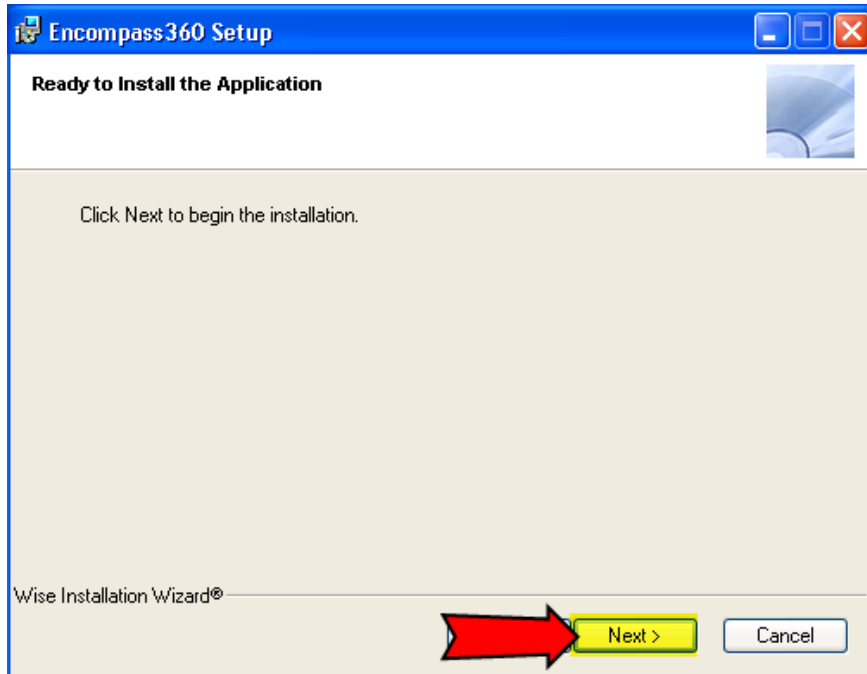 Encompass360 Setup
Ready to Install the Application
Click Next to begin the installation.
Wise Installation Wizard®
Next >
Cancel